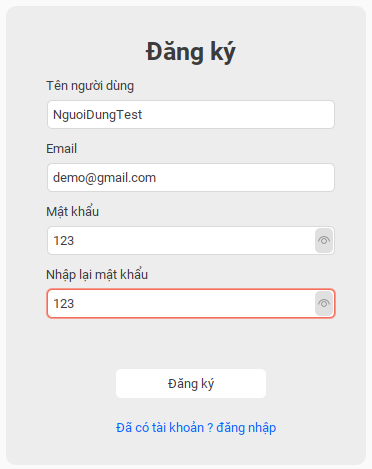 Đăng ký
Tên người dùng
NguoiDungTest
Email
demo@gmail.com
Mật khẩu
123
Nhập lại mật khẩu
123
Đăng ký
Đã có tài khoản ? đăng nhập